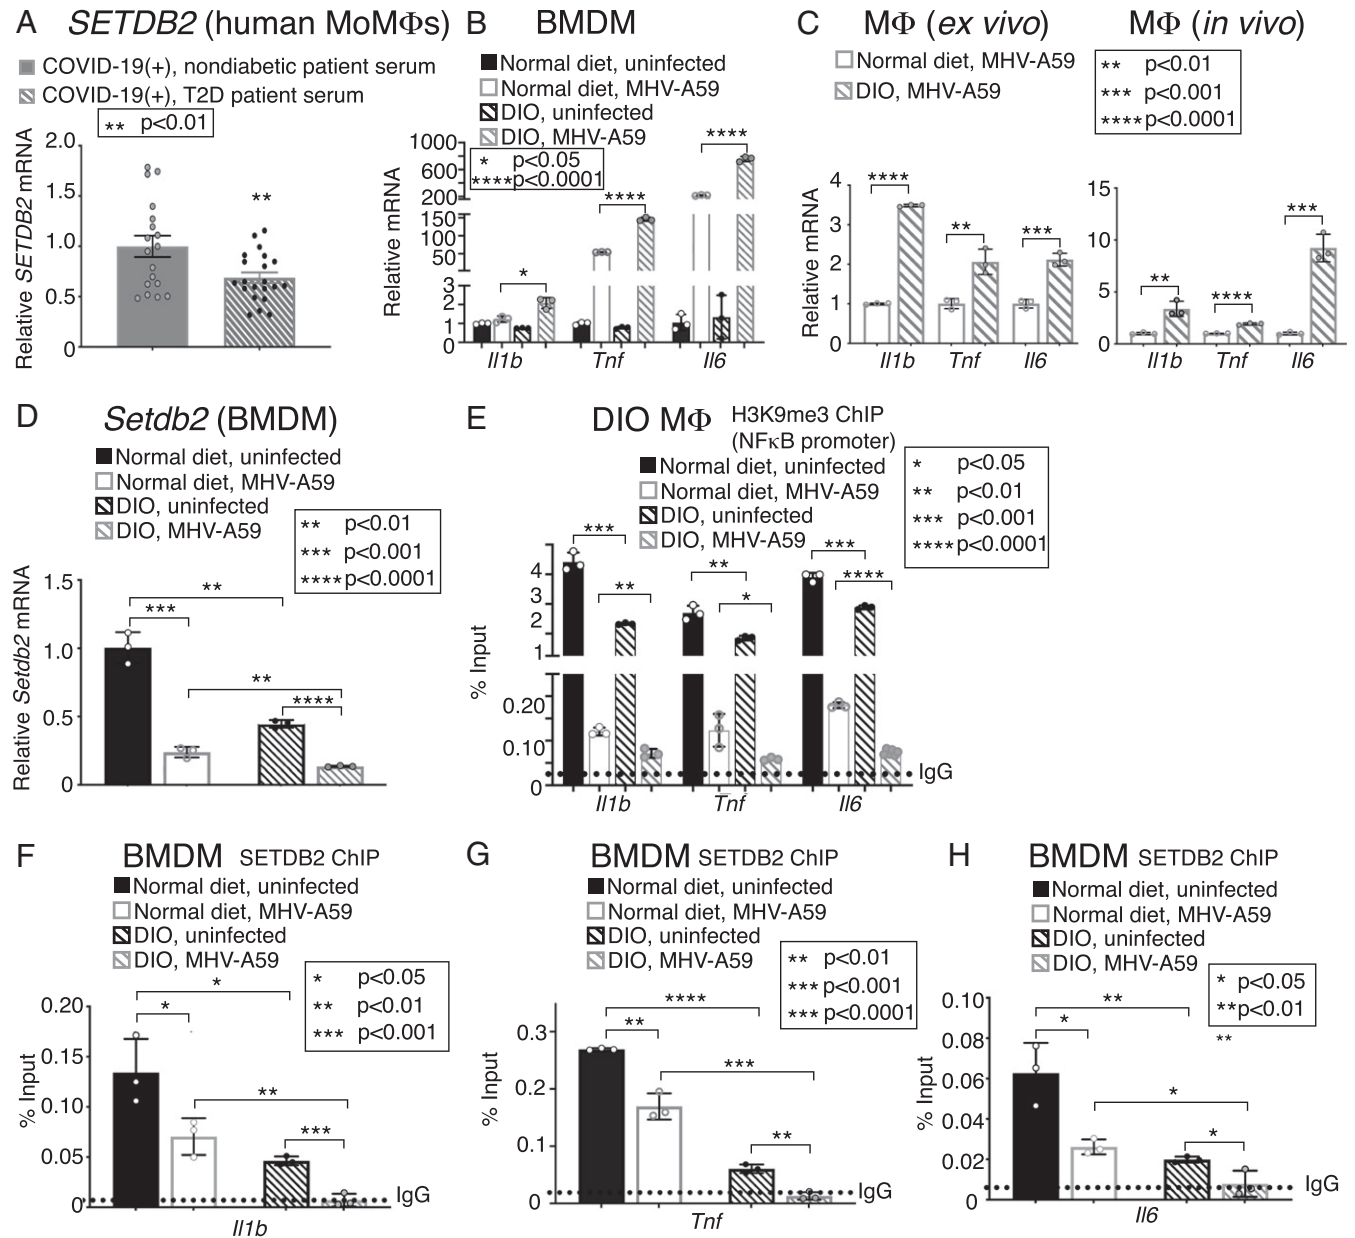 A SETDB2 (human MoMΦs)
COVID-19(+), nondiabetic patient serum
COVID-19(+), T2D patient serum
** p<0.01
Relative SETDB2 mRNA
2.0
1.5
1.0
0.5
0
**
B BMDM
Normal diet, uninfected
Normal diet, MHV-A59
DIO, uninfected
DIO, MHV-A59
* p<0.05
**** p<0.0001
Relative mRNA
1000
600
200
150
100
50
3
2
1
0
*
****
****
Il1b Tnf Il6
C MΦ (ex vivo) MΦ (in vivo)
Normal diet, MHV-A59
DIO, MHV-A59
** p<0.01
*** p<0.001
**** p<0.0001
Relative mRNA
4
3
2
1
0
**** ** ***
Il1b Tnf Il6
15
10
5
0
** **** ***
Il1b Tnf Il6
D Setdb2 (BMDM)
Normal diet, uninfected
Normal diet, MHV-A59
DIO, uninfected
DIO, MHV-A59
** p<0.01
*** p<0.001
**** p<0.0001
Relative Setdb2 mRNA
1.5
1.0
0.5
0
**
***
**
****
E DIO MΦ H3K9me3 ChIP
(NFκB promoter)
Normal diet, uninfected
Normal diet, MHV-A59
DIO, uninfected
DIO, MHV-A59
* p<0.05
** p<0.01
*** p<0.001
**** p<0.0001
% Input
4
3
2
1
0.20
0.10
0
*** ** ***
** * ****
IgG
Il1b Tnf Il6
F BMDM SETDB2 ChIP
Normal diet, uninfected
Normal diet, MHV-A59
DIO, uninfected
DIO, MHV-A59
* p<0.05
** p<0.01
*** p<0.001
% Input
0.20
0.15
0.10
0.05
0
*
*
**
***
IgG
Il1b
G BMDM SETDB2 ChIP
Normal diet, uninfected
Normal diet, MHV-A59
DIO, uninfected
DIO, MHV-A59
** p<0.01
*** p<0.001
*** p<0.0001
% Input
0.3
0.2
0.1
0
****
**
***
**
IgG
Tnf
H BMDM SETDB2 ChIP
Normal diet, uninfected
Normal diet, MHV-A59
DIO, uninfected
DIO, MHV-A59
* p<0.05
** p<0.01
**
% Input
0.10
0.08
0.06
0.04
0.02
0
**
*
*
*
IgG
Il6